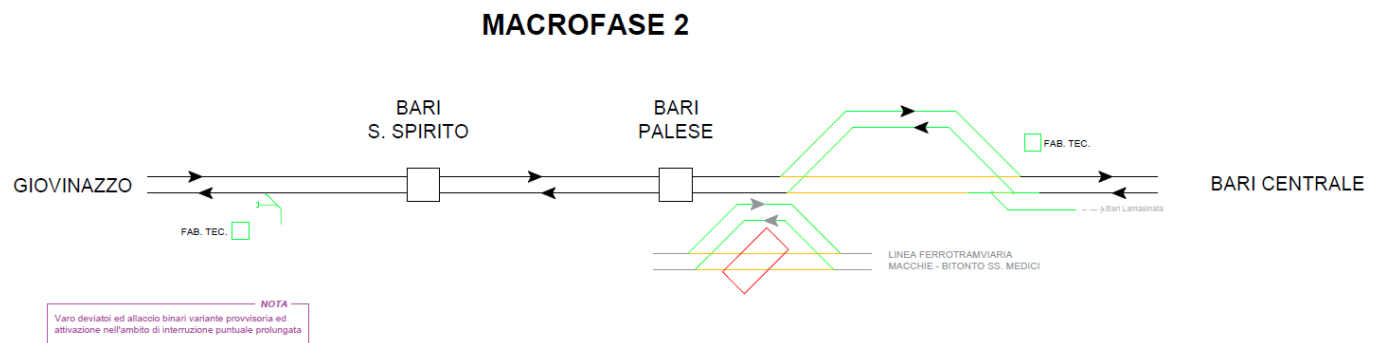 MACROFASE 2
BARI
S. SPIRITO
BARI
PALESE
FAB. TEC.
GIOVINAZZO
BARI CENTRALE
Bari Lamasinata
FAB. TEC.
LINEA FERROTRAMVIARIA
MACCHIE - BITONTO SS. MEDICI
NOTA
Varo deviatoi ed allaccio binari variante provvisoria ed
attivazione nell'ambito di interruzione puntuale prolungata